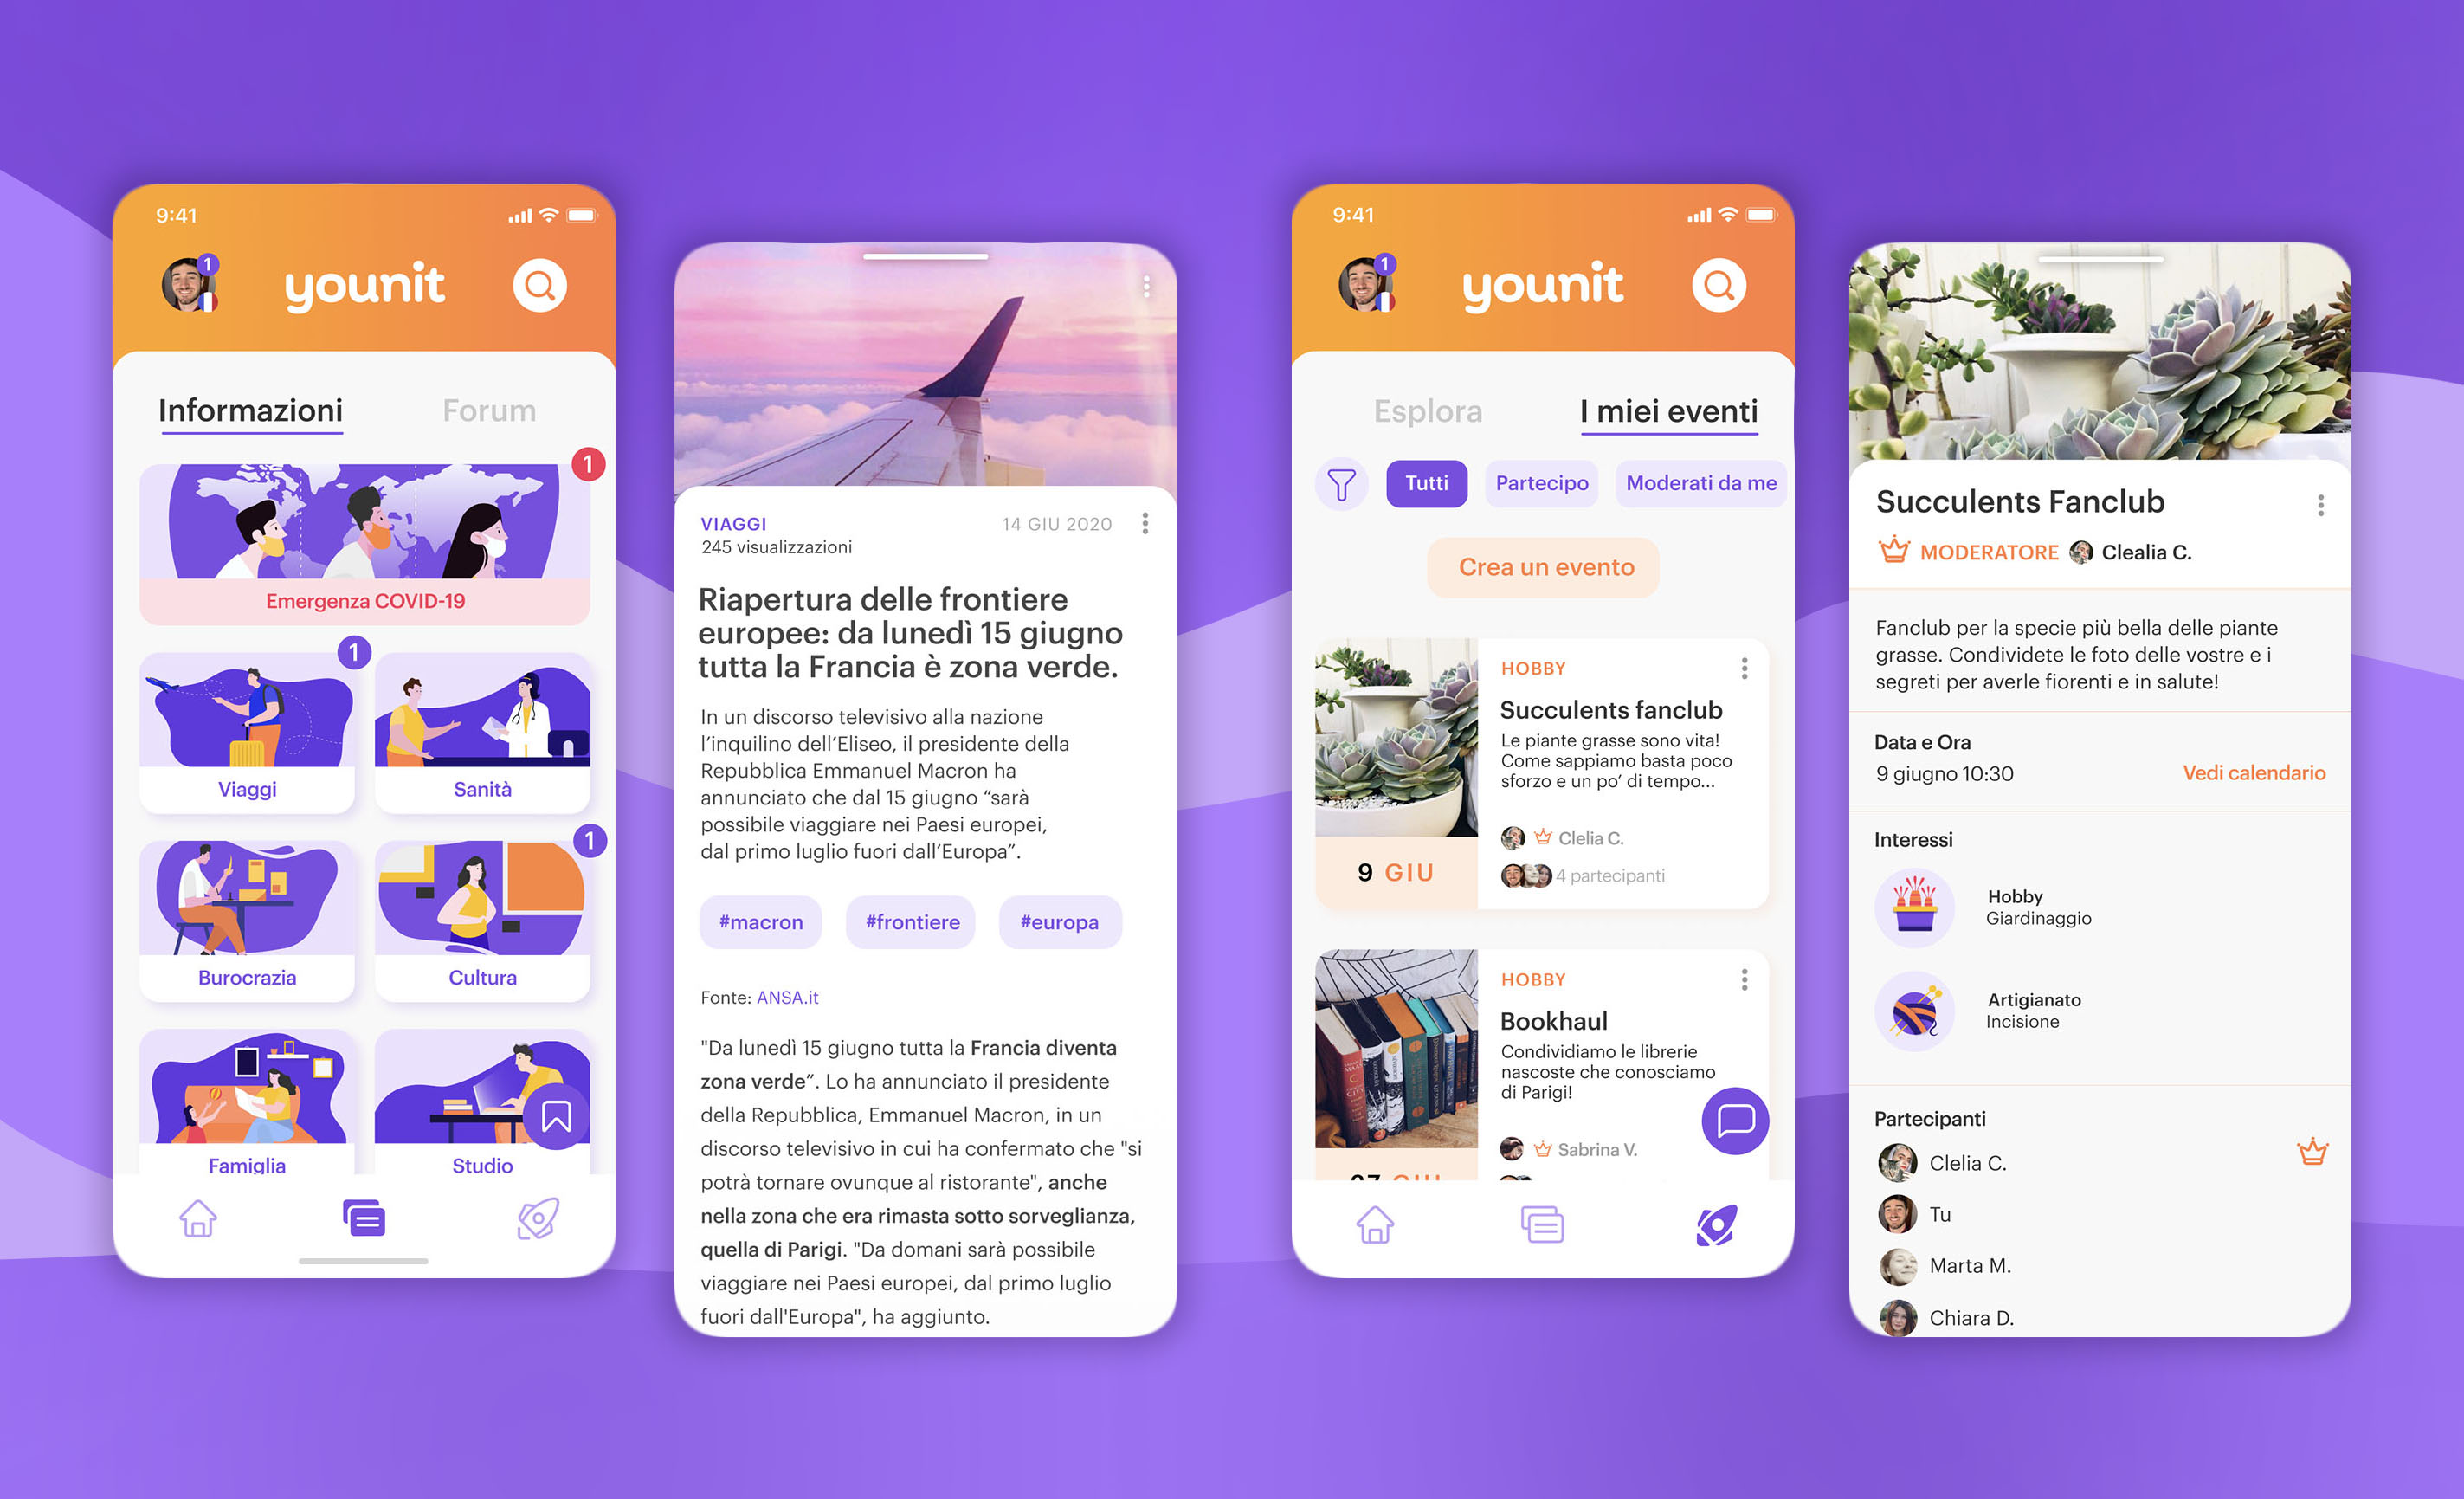 9:41
1
younit
Informazioni
Forum
1
Emergenza COVID-19
1
Viaggi
Sanità
1
Burocrazia
Cultura
Famiglia
Studio
VIAGGI
14 GIU 2020
245 visualizzazioni
Riapertura delle frontiere
europee: da lunedì 15 giugno
tutta la Francia è zona verde.
In un discorso televisivo alla nazione
l’inquilino dell’Eliseo, il presidente della
Repubblica Emmanuel Macron ha
annunciato che dal 15 giugno “sarà
possibile viaggiare nei Paesi europei,
dal primo luglio fuori dall’Europa”.
#macron
#frontiere
#europa
Fonte: ANSA.it
"Da lunedì 15 giugno tutta la Francia diventa
zona verde”. Lo ha annunciato il presidente
della Repubblica, Emmanuel Macron, in un
discorso televisivo in cui ha confermato che "si
potrà tornare ovunque al ristorante", anche
nella zona che era rimasta sotto sorveglianza,
quella di Parigi. "Da domani sarà possibile
viaggiare nei Paesi europei, dal primo luglio
fuori dall'Europa", ha aggiunto.
9:41
1
younit
Esplora
I miei eventi
Tutti
Partecipo
Moderati da me
Crea un evento
HOBBY
Succulents fanclub
Le piante grasse sono vita!
Come sappiamo basta poco
sforzo e un po’ di tempo...
Clelia C.
4 partecipanti
9 GIU
HOBBY
Bookhaul
Condividiamo le librerie
nascoste che conosciamo
di Parigi!
Sabrina V.
Succulents Fanclub
MODERATORE
Clealia C.
Fanclub per la specie più bella delle piante
grasse. Condividete le foto delle vostre e i
segreti per averle fiorenti e in salute!
Data e Ora
9 giugno 10:30
Vedi calendario
Interessi
Hobby
Giardinaggio
Artigianato
Incisione
Partecipanti
Clelia C.
Tu
Marta M.
Chiara D.